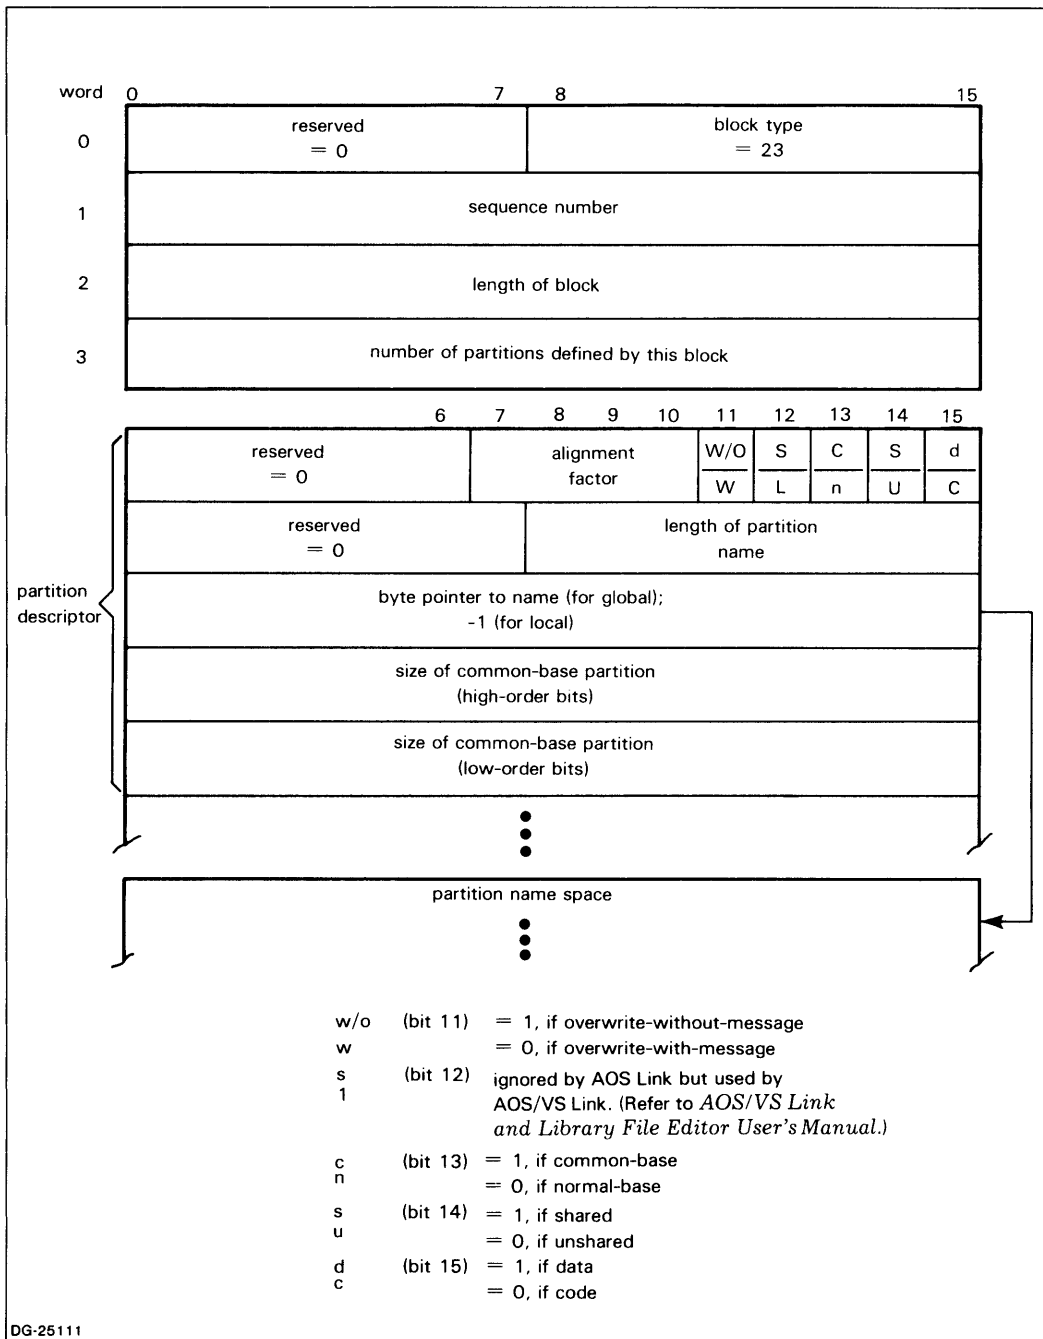 word 0 7 8 15
0 reserved = 0 block type = 23
1 sequence number
2 length of block
3 number of partitions defined by this block
6 7 8 9 10 11 12 13 14 15
reserved = 0 alignment factor W/O W S L C n S U d C
reserved = 0 length of partition name
partition descriptor
byte pointer to name (for global);
-1 (for local)
size of common-base partition
(high-order bits)
size of common-base partition
(low-order bits)
partition name space
w/o (bit 11) = 1, if overwrite-without-message
w = 0, if overwrite-with-message
s (bit 12) ignored by AOS Link but used by
1 AOS/VS Link. (Refer to AOS/VS Link
and Library File Editor User's Manual.)
c (bit 13) = 1, if common-base
n = 0, if normal-base
s (bit 14) = 1, if shared
u = 0, if unshared
d (bit 15) = 1, if data
c = 0, if code
DG-25111